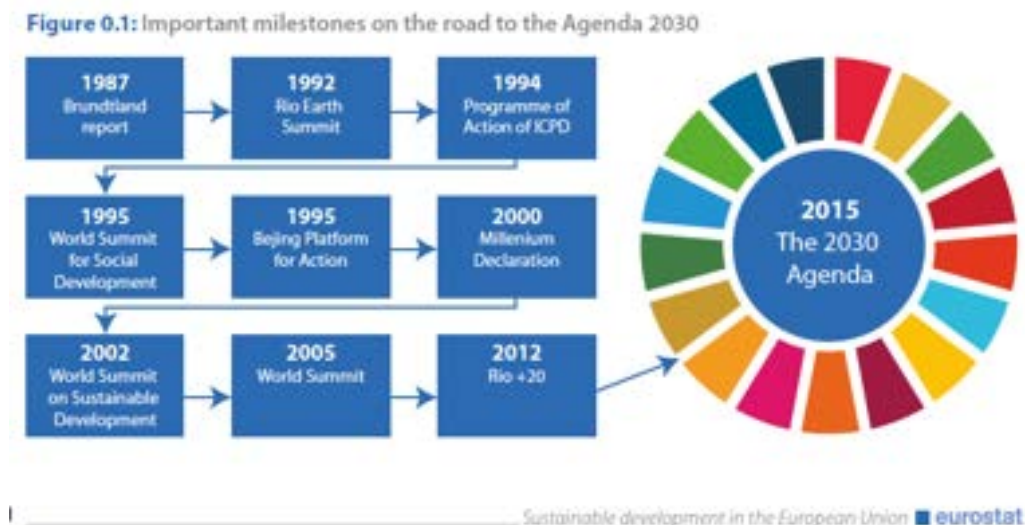 Figure 0.1: Important milestones on the road to the Agenda 2030
1987
Brundtland
report
1992
Rio Earth
Summit
1994
Programme of
Action of ICPD
1995
World Summit
for Social
Development
1995
Bejing Platform
for Action
2000
Millenium
Declaration
2002
World Summit
on Sustainable
Development
2005
World Summit
2012
Rio +20
2015
The 2030
Agenda
Sustainable development in the European Union eurostat